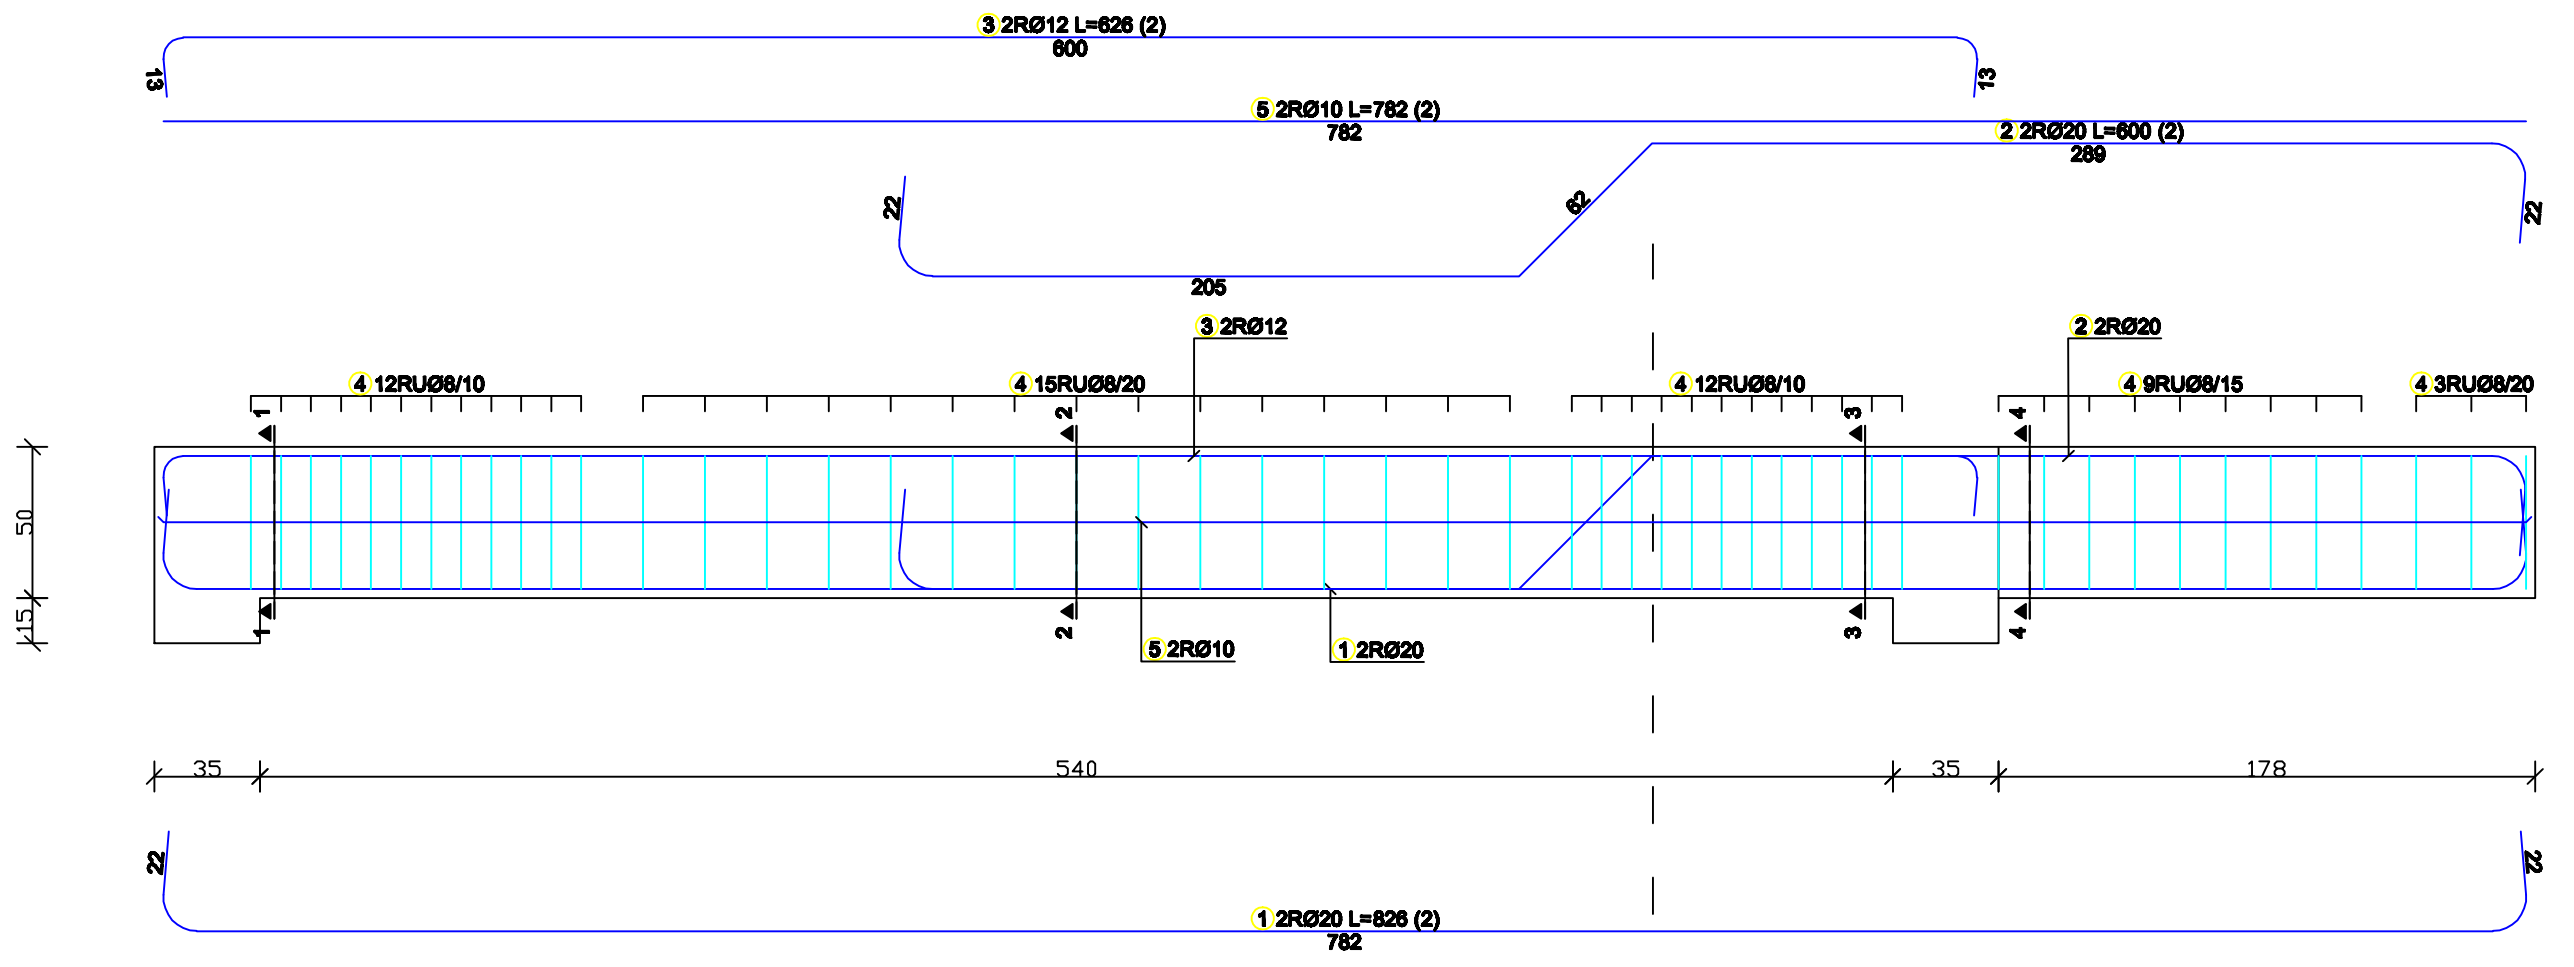 3 2RØ12 L=626 (2)
600
13
13
5 2RØ10 L=782 (2)
782
2 2RØ20 L=600 (2)
289
22
62
22
205
3 2RØ12
2 2RØ20
4 12RUØ8/10
4 15RUØ8/20
4 12RUØ8/10
4 9RUØ8/15
4 3RUØ8/20
1
2
3
4
50
15
1
2
3
4
5 2RØ10
1 2RØ20
35
540
35
178
22
22
1 2RØ20 L=826 (2)
782